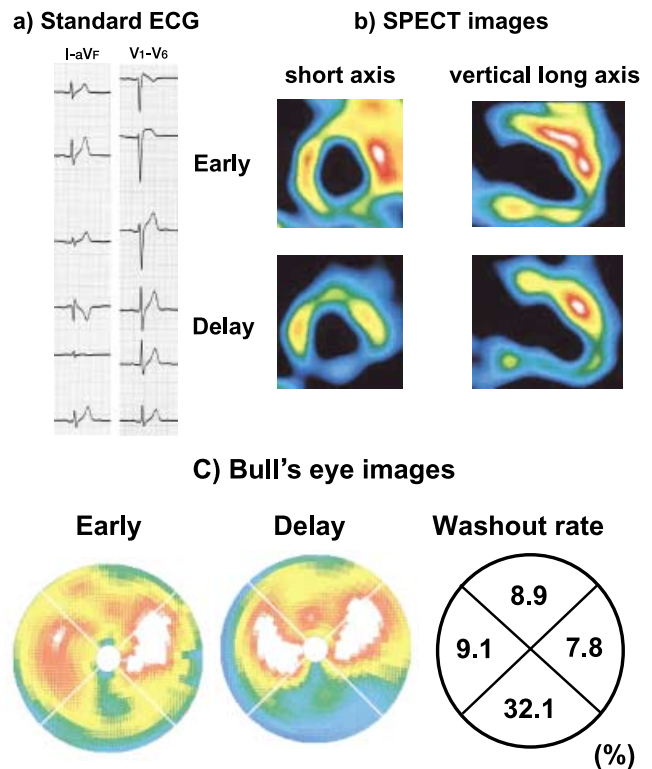 a) Standard ECG
b) SPECT images
I-aVF
V1-V6
short axis
vertical long axis
Early
Delay
C) Bull's eye images
Early
Delay
Washout rate
8.9
9.1
7.8
32.1
(%)